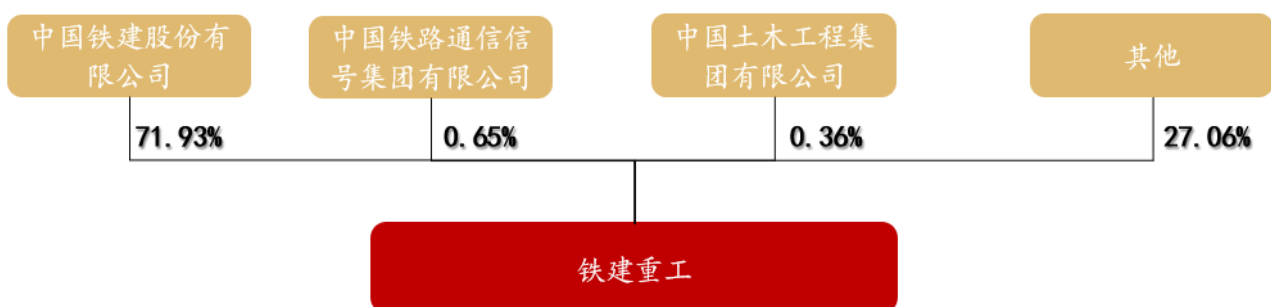 中国铁建股份有
限公司
中国铁路通信信
号集团有限公司
中国土木工程集
团有限公司
其他
71.93%
0.65%
0.36%
27.06%
铁建重工